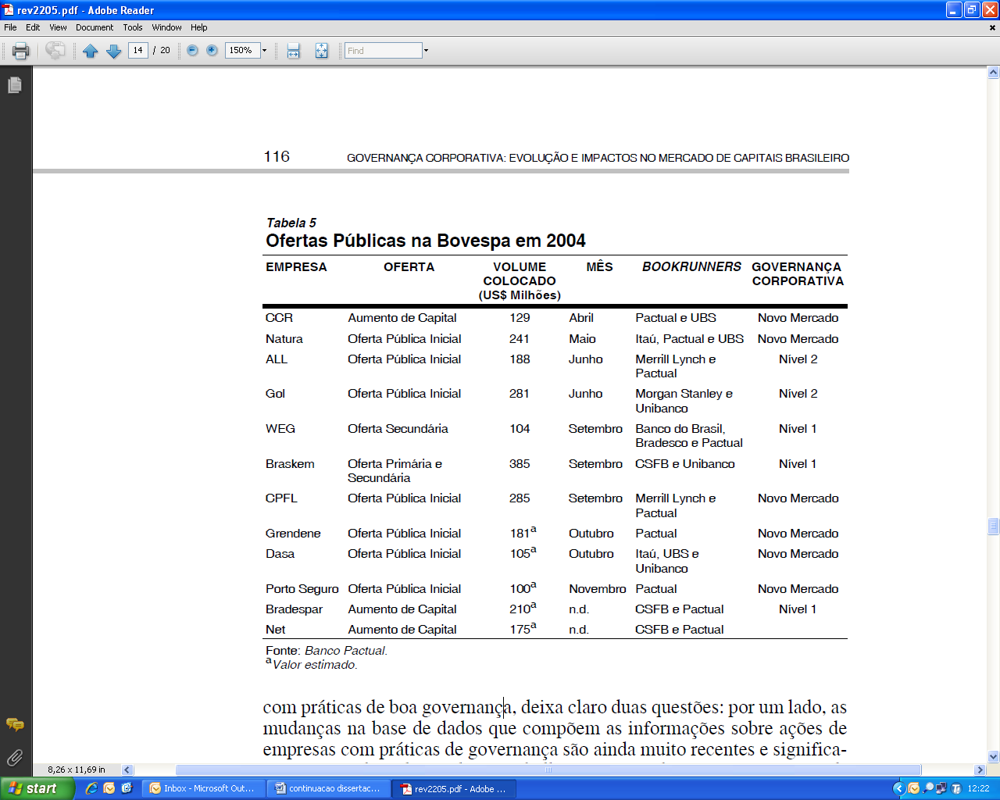 rev2205.pdf - Adobe Reader
File Edit View Document Tools Window Help
14 / 20 150% Find
116 GOVERNANÇA CORPORATIVA: EVOLUÇÃO E IMPACTOS NO MERCADO DE CAPITAIS BRASILEIRO
Tabela 5
Ofertas Públicas na Bovespa em 2004
EMPRESA OFERTA VOLUME MÊS BOOKRUNNERS GOVERNANÇA
COLOCADO CORPORATIVA
(US$ Milhões)
CCR Aumento de Capital 129 Abril Pactual e UBS Novo Mercado
Natura Oferta Pública Inicial 241 Maio Itaú, Pactual e UBS Novo Mercado
ALL Oferta Pública Inicial 188 Junho Merrill Lynch e Nível 2
Pactual
Gol Oferta Pública Inicial 281 Junho Morgan Stanley e Nível 2
Unibanco
WEG Oferta Secundária 104 Setembro Banco do Brasil, Nível 1
Bradesco e Pactual
Braskem Oferta Primária e 385 Setembro CSFB e Unibanco Nível 1
Secundária
CPFL Oferta Pública Inicial 285 Setembro Merrill Lynch e Novo Mercado
Pactual
Grendene Oferta Pública Inicial 181a Outubro Pactual Novo Mercado
Dasa Oferta Pública Inicial 105a Outubro Itaú, UBS e Novo Mercado
Unibanco
Porto Seguro Oferta Pública Inicial 100a Novembro Pactual Novo Mercado
Bradespar Aumento de Capital 210a n.d. CSFB e Pactual Nível 1
Net Aumento de Capital 175a n.d. CSFB e Pactual
Fonte: Banco Pactual.
aValor estimado.
com práticas de boa governança, deixa claro duas questões: por um lado, as
mudanças na base de dados que compõem as informações sobre ações de
empresas com práticas de governança são ainda muito recentes e significa-
8,26 x 11,69 in
start Inbox - Microsoft Out... continuacao dissertac... rev2205.pdf - Adobe ... 12:22